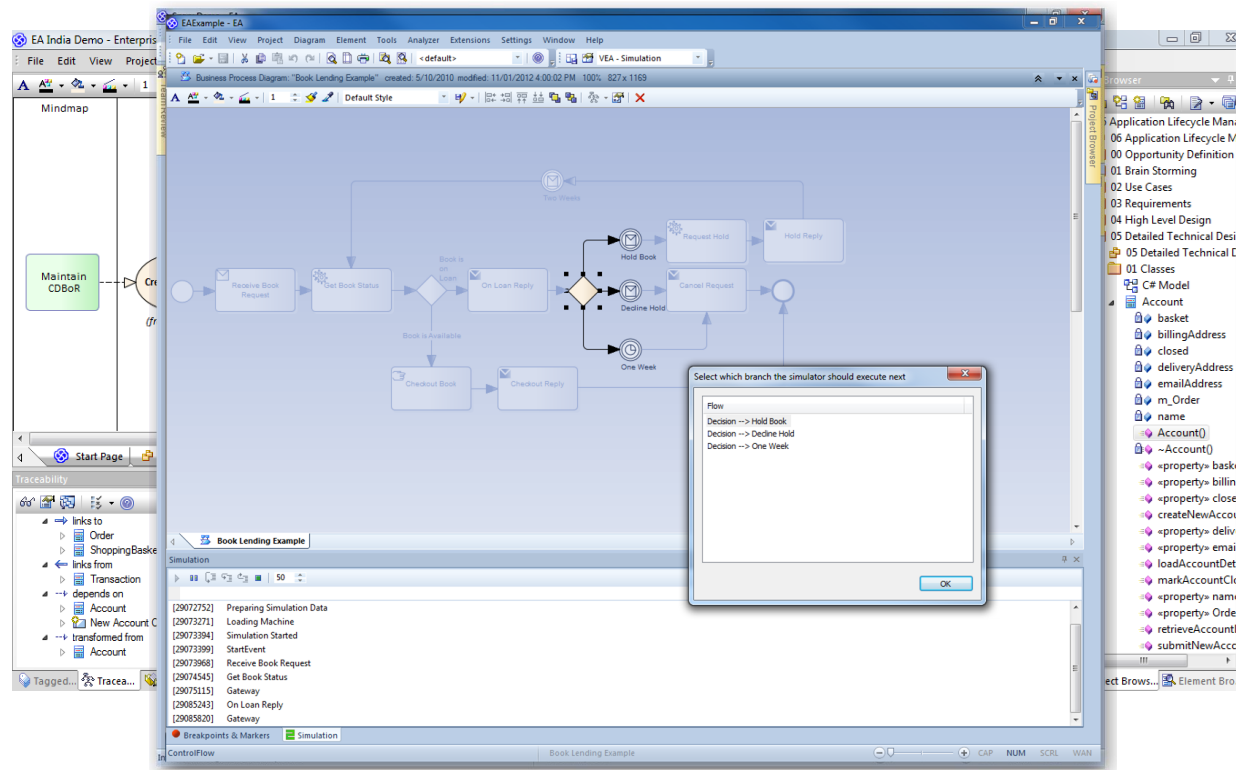 EA India Demo - Enterpris
File Edit View Project
1
Mindmap
Maintain
CDBoR
Cre
(fr
Start Page
Traceability
links to
Order
ShoppingBaske
links from
Transaction
depends on
Account
New Account C
transformed from
Account
Tagged...
Tracea...
Team Review
EAExample - EA
File Edit View Project Diagram Element Tools Analyzer Extensions Settings Window Help
<default>
VEA - Simulation
Business Process Diagram: "Book Lending Example" created: 5/10/2010 modified: 11/01/2012 4:00:02 PM 100% 827 x 1169
1
Default Style
Project Browser
Two Weeks
Receive Book
Request
Get Book Status
Book is
on
Loan
On Loan Reply
Hold Book
Request Hold
Hold Reply
Decline Hold
Cancel Request
One Week
Book is Available
Checkout Book
Checkout Reply
Select which branch the simulator should execute next
Flow
Decision --> Hold Book
Decision --> Decline Hold
Decision --> One Week
OK
Book Lending Example
Simulation
50
[29072752] Preparing Simulation Data
[29073271] Loading Machine
[29073394] Simulation Started
[29073399] StartEvent
[29073968] Receive Book Request
[29074545] Get Book Status
[29075115] Gateway
[29085243] On Loan Reply
[29085820] Gateway
Breakpoints & Markers
Simulation
ControlFlow
Book Lending Example
CAP NUM SCRL WAN
rowser
Application Lifecycle Mana
06 Application Lifecycle M
00 Opportunity Definition
01 Brain Storming
02 Use Cases
03 Requirements
04 High Level Design
05 Detailed Technical Desi
05 Detailed Technical D
01 Classes
C# Model
Account
basket
billingAddress
closed
deliveryAddress
emailAddress
m_Order
name
Account()
~Account()
«property» baske
«property» billin
«property» close
createNewAccou
«property» deliv
«property» emai
loadAccountDet
markAccountClo
«property» name
«property» Orde
retrieveAccount
submitNewAcco
ect Brows...
Element Bro